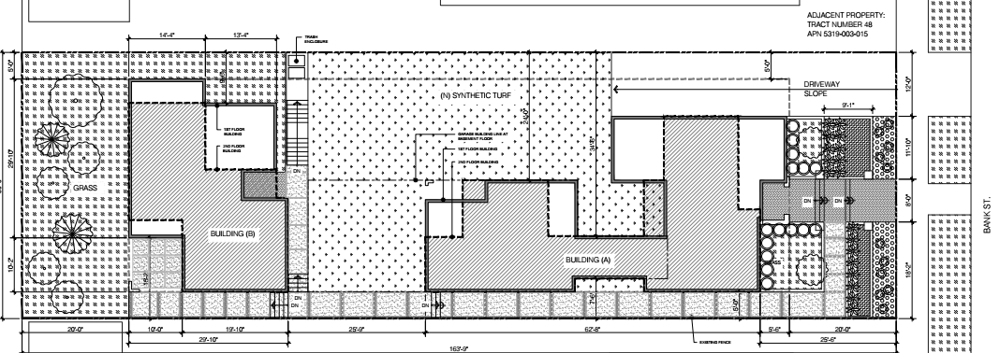 ADJACENT PROPERTY:
TRACT NUMBER 48
APN 5319-003-015
14'-4"
13'-4"
TRASH
ENCLOSURE
5'-0"
5'-0"
12'-0"
(N) SYNTHETIC TURF
DRIVEWAY
SLOPE
9'-1"
1ST FLOOR
BUILDING
2ND FLOOR
BUILDING
GARAGE BUILDING LINE AT
BASEMENT FLOOR
1ST FLOOR BUILDING
2ND FLOOR BUILDING
29'-10"
11'-10"
DN
GRASS
8'-0"
DN
DN
BANK ST.
BUILDING (B)
BUILDING (A)
10'-2"
18'-2"
DN
DN
DN
5'-0"
20'-0"
10'-0"
19'-10"
25'-9"
62'-8"
5'-6"
20'-0"
29'-10"
EXISTING FENCE
25'-6"
163'-9"